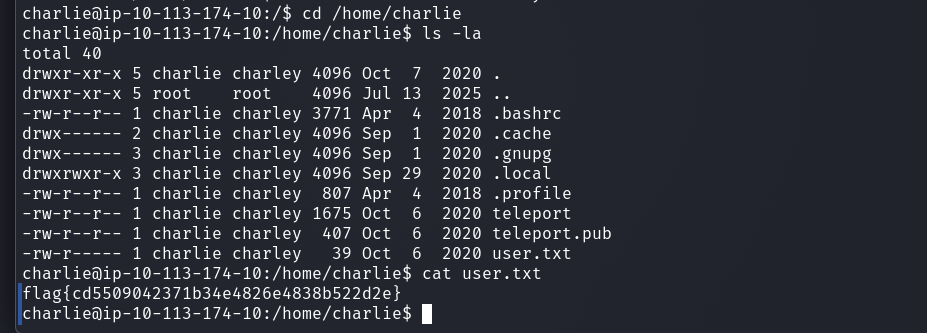 charlie@ip-10-113-174-10:/$ cd /home/charlie
charlie@ip-10-113-174-10:/home/charlie$ ls -la
total 40
drwxr-xr-x 5 charlie charley 4096 Oct  7  2020 .
drwxr-xr-x 5 root    root    4096 Jul 13  2025 ..
-rw-r--r-- 1 charlie charley 3771 Apr  4  2018 .bashrc
drwx------ 2 charlie charley 4096 Sep  1  2020 .cache
drwx------ 3 charlie charley 4096 Sep  1  2020 .gnupg
drwxrwxr-x 3 charlie charley 4096 Sep 29  2020 .local
-rw-r--r-- 1 charlie charley  807 Apr  4  2018 .profile
-rw-r--r-- 1 charlie charley 1675 Oct  6  2020 teleport
-rw-r--r-- 1 charlie charley  407 Oct  6  2020 teleport.pub
-rw-r----- 1 charlie charley   39 Oct  6  2020 user.txt
charlie@ip-10-113-174-10:/home/charlie$ cat user.txt
flag{cd5509042371b34e4826e4838b522d2e}
charlie@ip-10-113-174-10:/home/charlie$